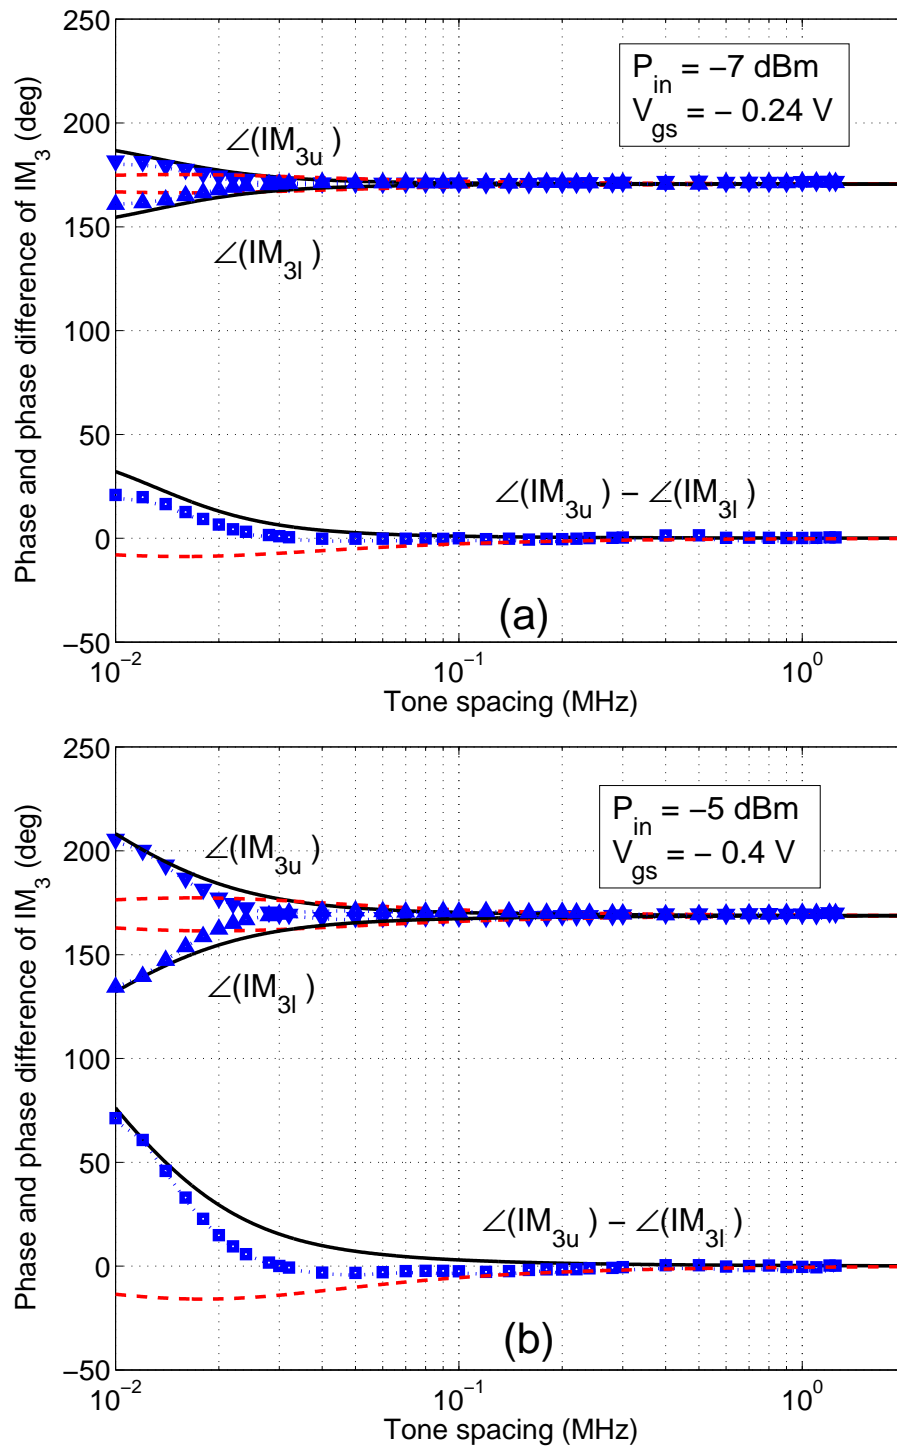 250
200
150
100
50
0
−50
Phase and phase difference of IM3 (deg)
Pin = −7 dBm
Vgs = − 0.24 V
∠(IM3u)
∠(IM3l)
∠(IM3u) − ∠(IM3l)
(a)
10−2
10−1
100
Tone spacing (MHz)
250
200
150
100
50
0
−50
Phase and phase difference of IM3 (deg)
Pin = −5 dBm
Vgs = − 0.4 V
∠(IM3u)
∠(IM3l)
∠(IM3u) − ∠(IM3l)
(b)
10−2
10−1
100
Tone spacing (MHz)